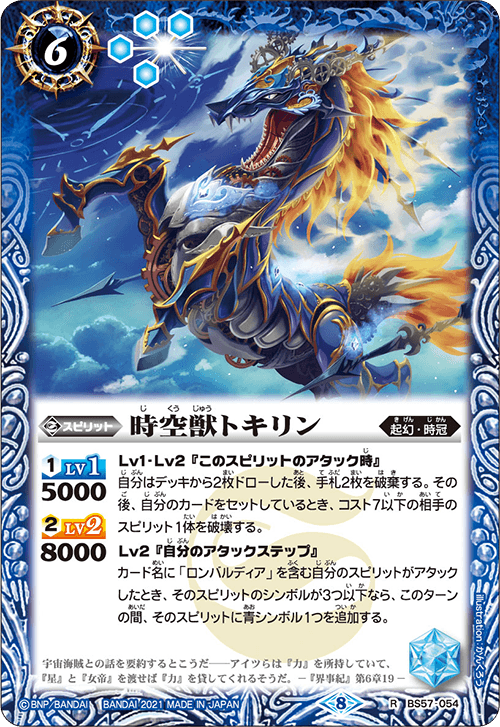 6
スピリット
時空獣トキリン
起幻・時冠
1 LV1
5000
2 LV2
8000
Lv1・Lv2『このスピリットのアタック時』
自分はデッキから2枚ドローした後、手札2枚を破棄する。その
後、自分のカードをセットしているとき、コスト7以下の相手の
スピリット1体を破壊する。
Lv2『自分のアタックステップ』
カード名に「ロンバルディア」を含む自分のスピリットがアタック
したとき、そのスピリットのシンボルが3つ以下なら、このターン
の間、そのスピリットに青シンボル1つを追加する。
宇宙海賊との話を要約するとこうだ――アイツらは『力』を所持していて、
『星』と『女帝』を渡せば『力』を貸してくれるそうだ。―『界事紀』第6章19―
Illustration かんくろう
©BNP/BANDAI BANDAI 2021 MADE IN JAPAN
8
R BS57-054